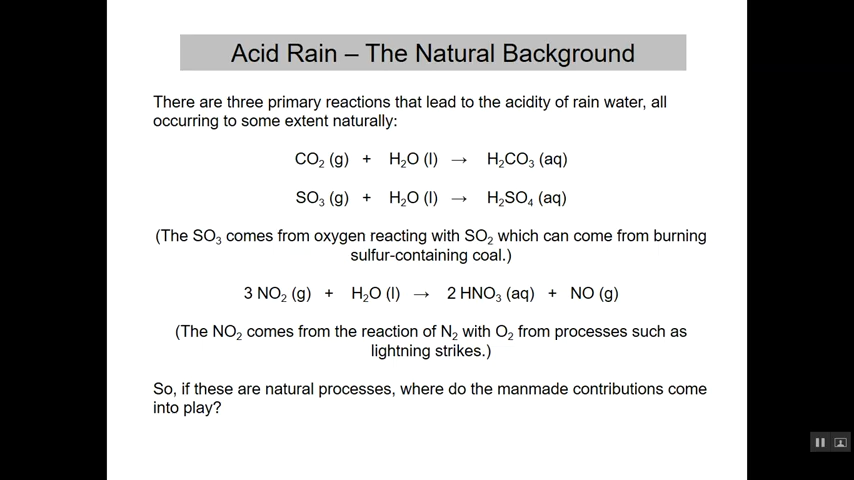 Acid Rain – The Natural Background
There are three primary reactions that lead to the acidity of rain water, all
occurring to some extent naturally:
CO₂ (g) + H₂O (l) → H₂CO₃ (aq)
SO₃ (g) + H₂O (l) → H₂SO₄ (aq)
(The SO₃ comes from oxygen reacting with SO₂ which can come from burning
sulfur-containing coal.)
3 NO₂ (g) + H₂O (l) → 2 HNO₃ (aq) + NO (g)
(The NO₂ comes from the reaction of N₂ with O₂ from processes such as
lightning strikes.)
So, if these are natural processes, where do the manmade contributions come
into play?